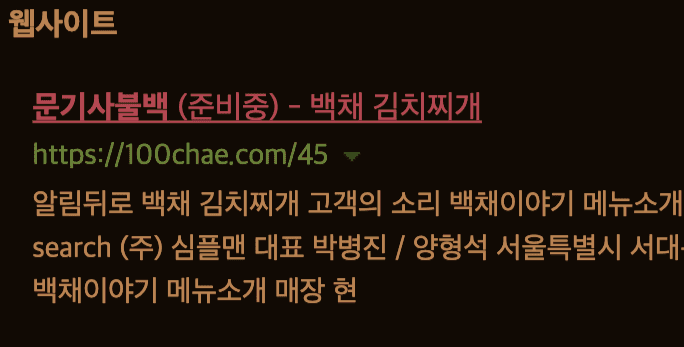 웹사이트
문기사불백 (준비중) - 백채 김치찌개
https://100chae.com/45
알림뒤로 백채 김치찌개 고객의 소리 백채이야기 메뉴소개
search (주) 심플맨 대표 박병진 / 양형석 서울특별시 서대
백채이야기 메뉴소개 매장 현